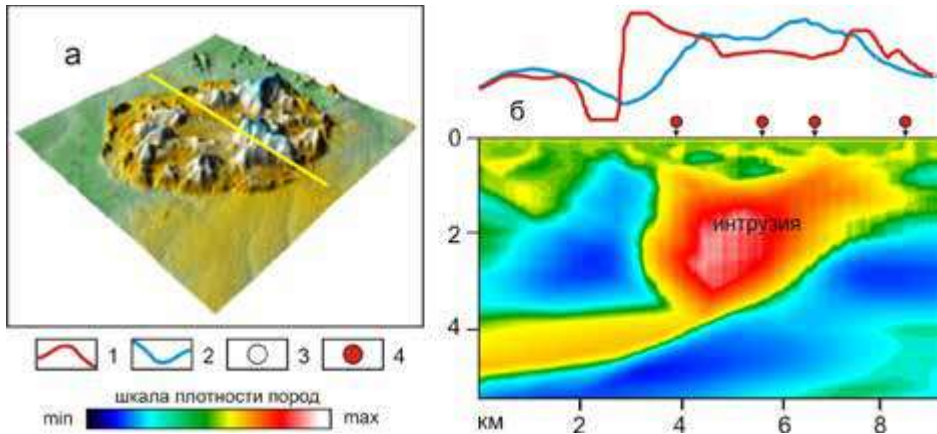 а
б
0
2
4
интрузия
1
2
3
4
шкала плотности пород
min
max
км
2
4
6
8